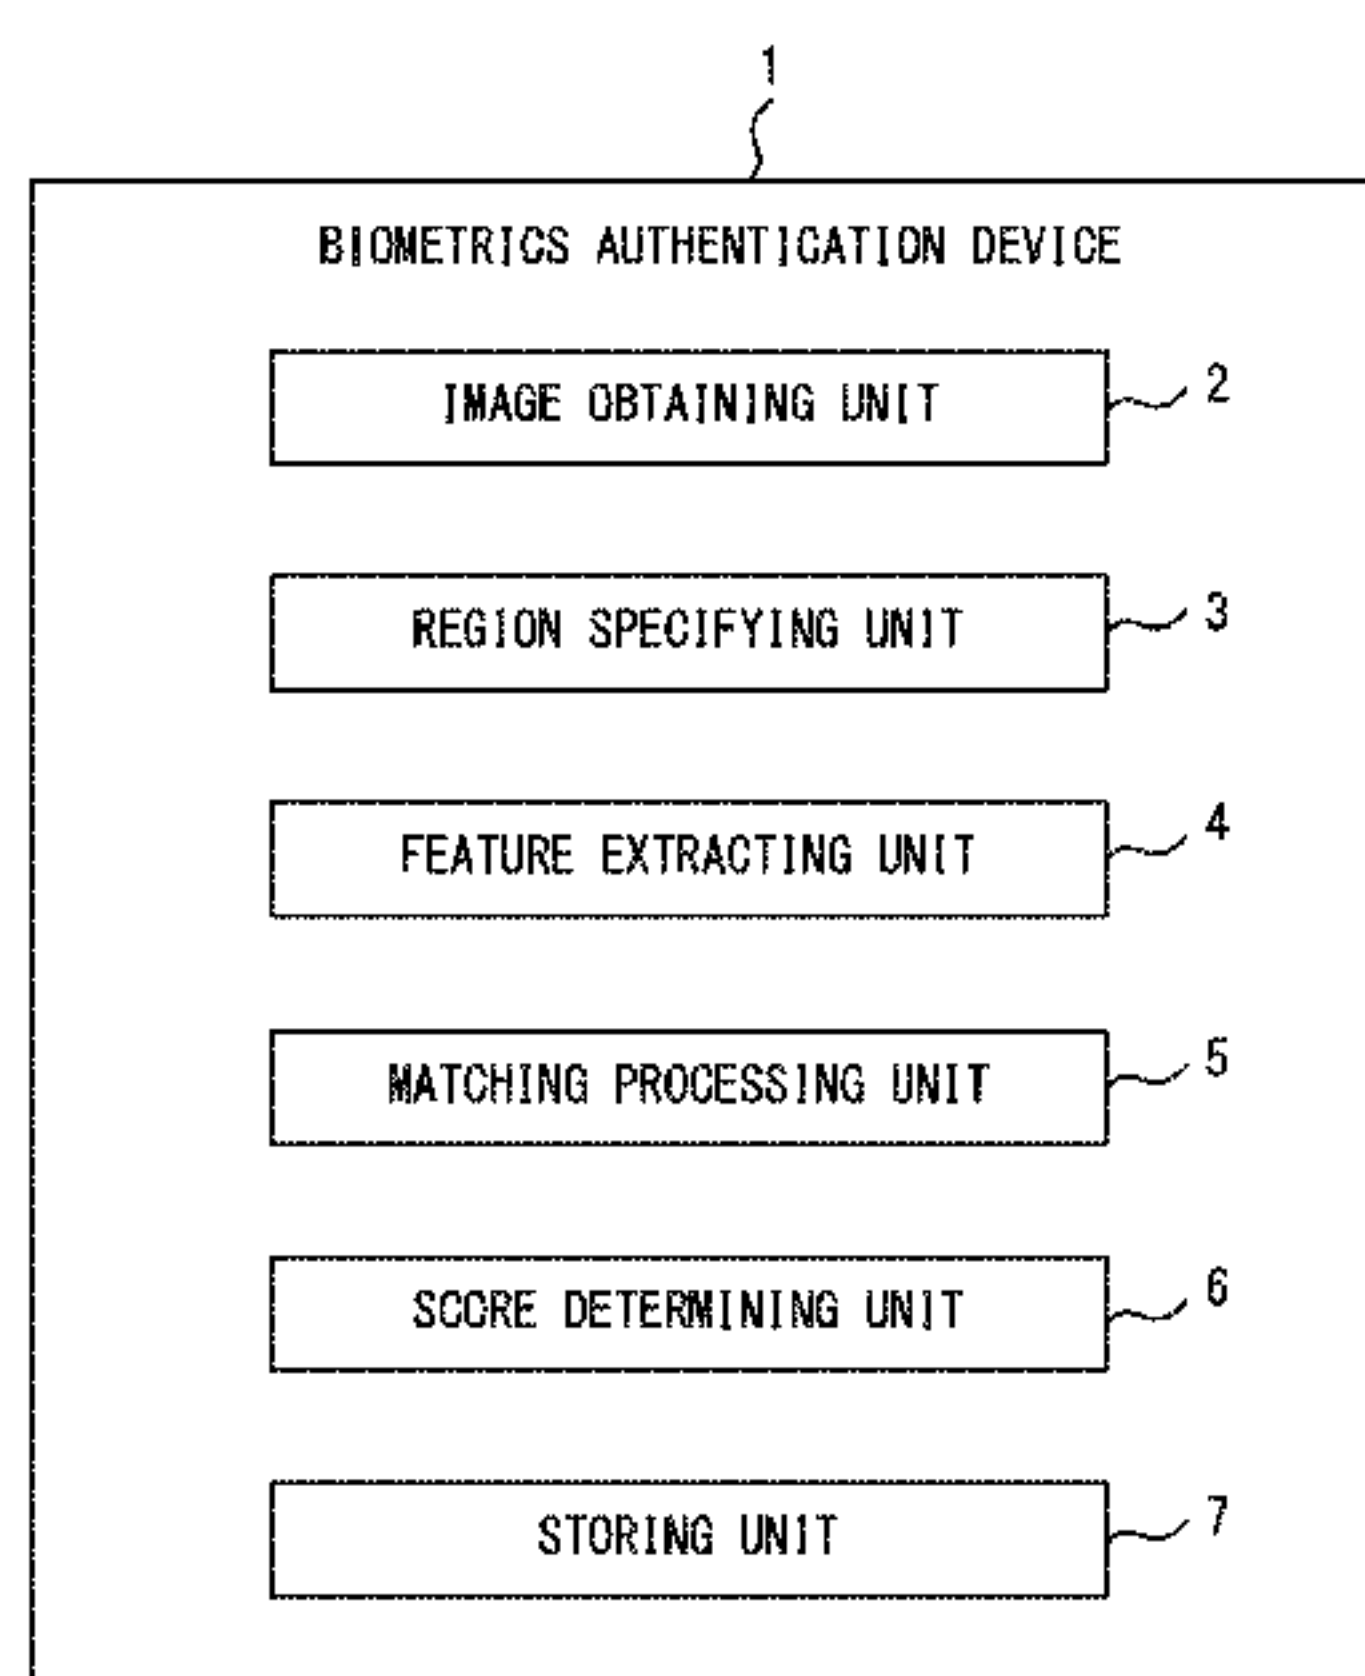 1
BIOMETRICS AUTHENTICATION DEVICE
IMAGE OBTAINING UNIT 2
REGION SPECIFYING UNIT 3
FEATURE EXTRACTING UNIT 4
MATCHING PROCESSING UNIT 5
SCORE DETERMINING UNIT 6
STORING UNIT 7